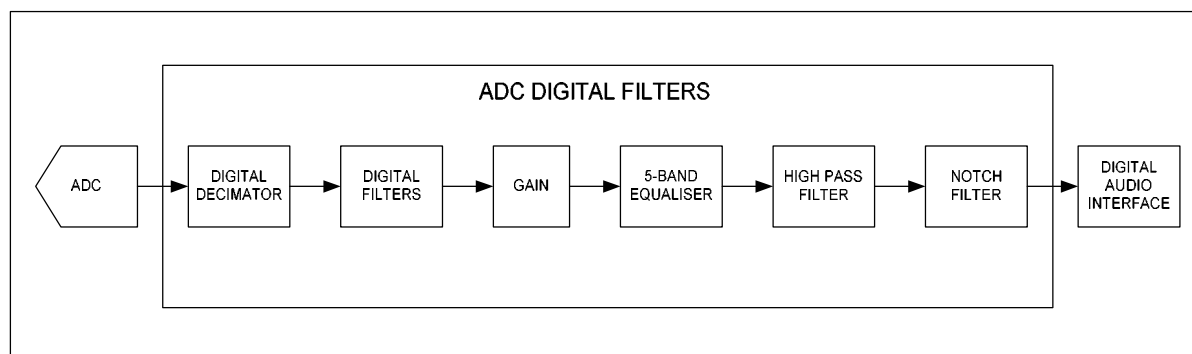 ADC DIGITAL FILTERS
ADC
DIGITAL
DECIMATOR
DIGITAL
FILTERS
GAIN
5-BAND
EQUALISER
HIGH PASS
FILTER
NOTCH
FILTER
DIGITAL
AUDIO
INTERFACE